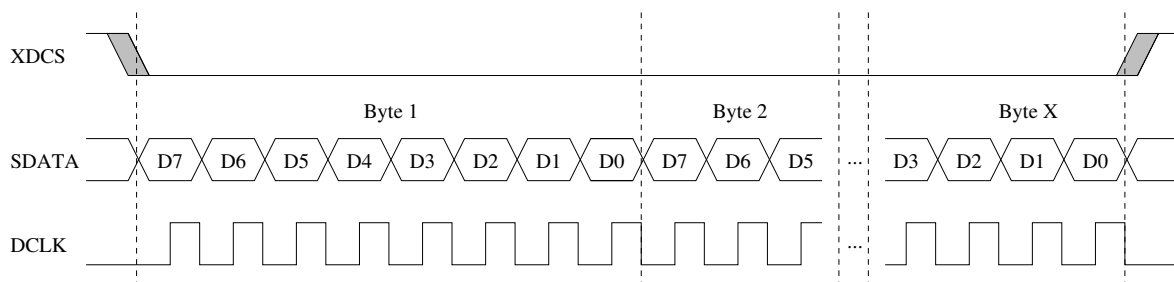 XDCS
Byte 1 Byte 2 Byte X
SDATA D7 D6 D5 D4 D3 D2 D1 D0 D7 D6 D5 ... D3 D2 D1 D0
DCLK ...